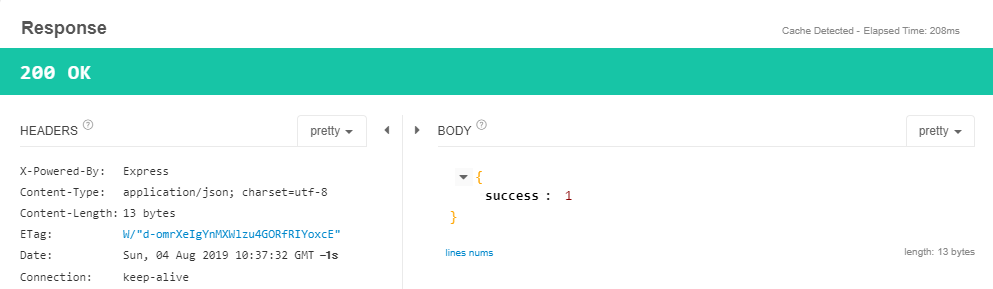 Response
Cache Detected - Elapsed Time: 208ms
200 OK
HEADERS ?
pretty
X-Powered-By: Express
Content-Type: application/json; charset=utf-8
Content-Length: 13 bytes
ETag: W/"d-omrXeIgYnMXWlzu4GORfRIYoxcE"
Date: Sun, 04 Aug 2019 10:37:32 GMT –1s
Connection: keep-alive
BODY ?
pretty
{
success : 1
}
lines nums
length: 13 bytes